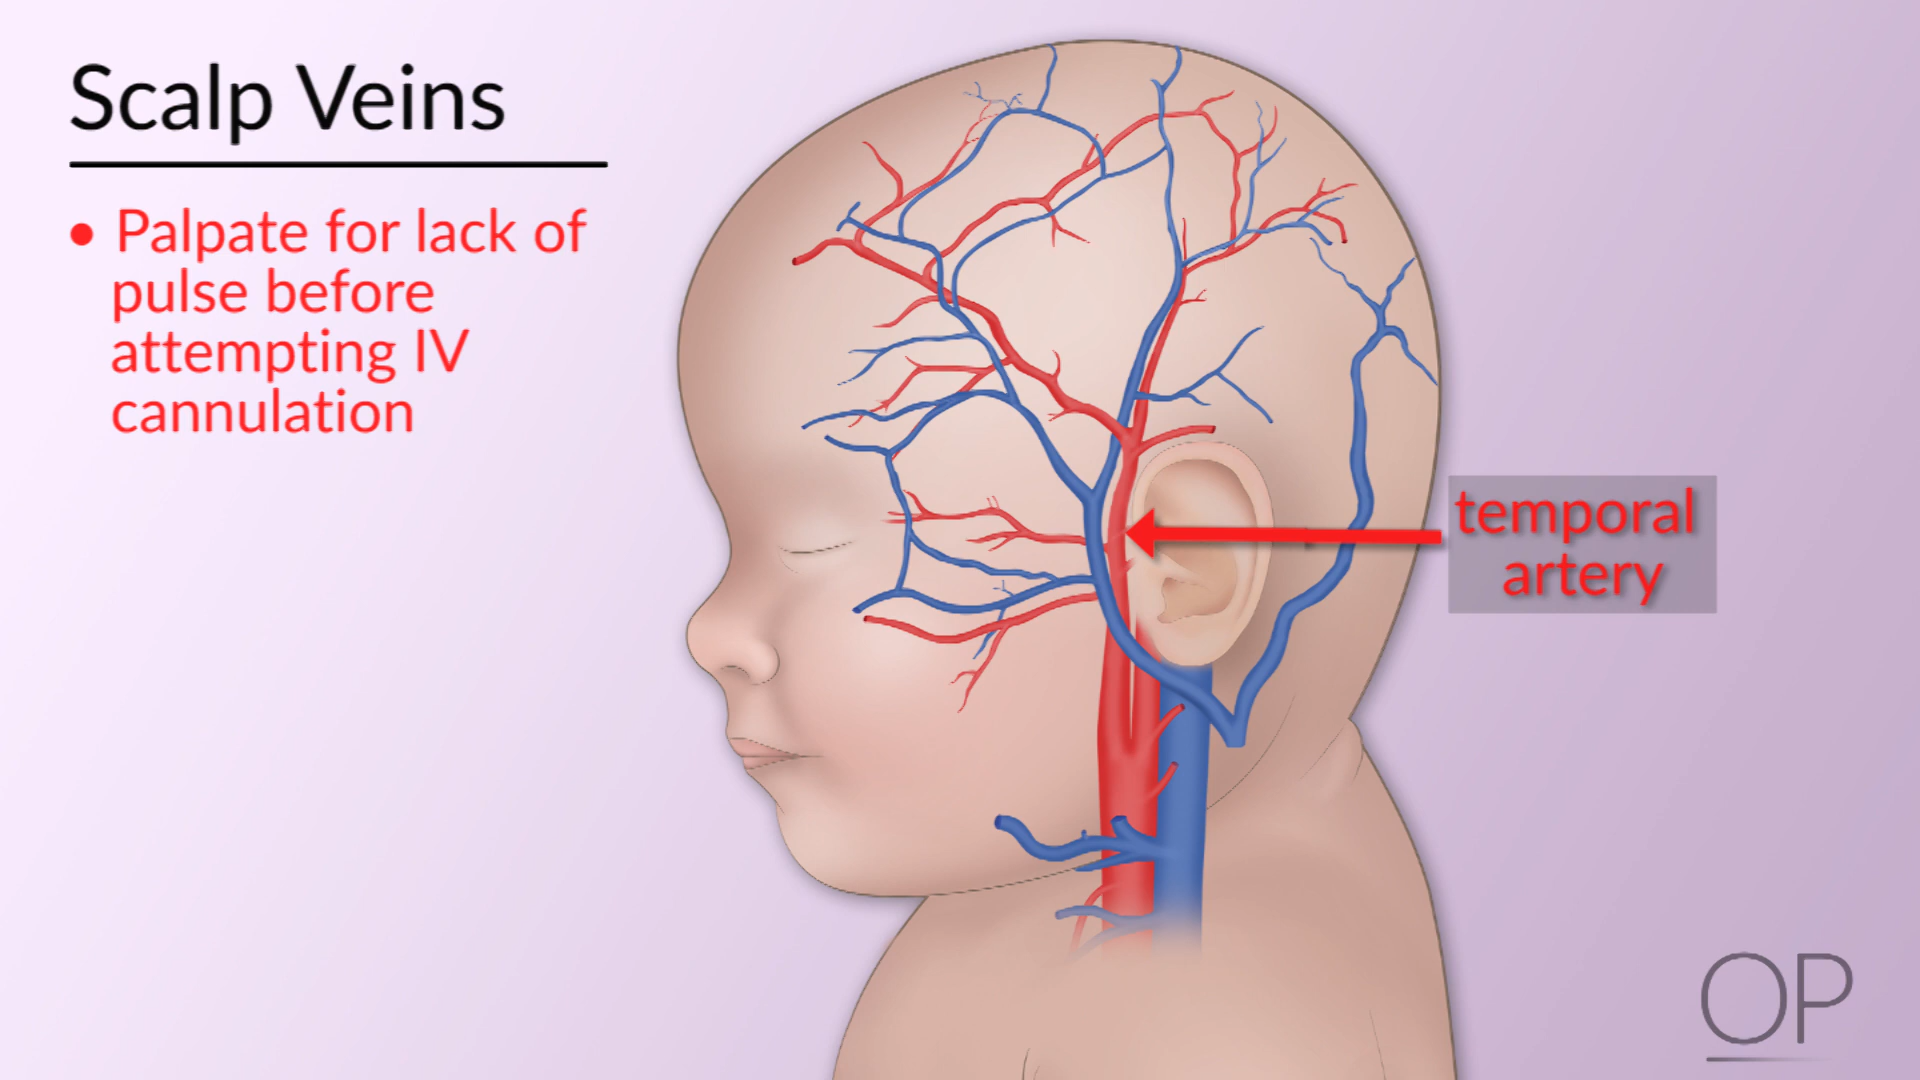 Scalp Veins
• Palpate for lack of
pulse before
attempting IV
cannulation
temporal
artery
OP